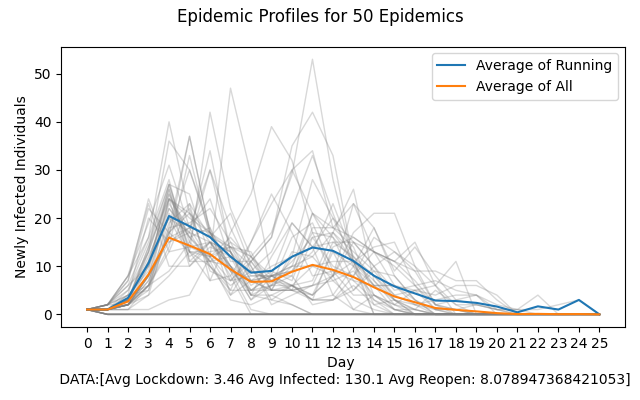 Epidemic Profiles for 50 Epidemics
Average of Running
Average of All
Newly Infected Individuals
50
40
30
20
10
0
0 1 2 3 4 5 6 7 8 9 10 11 12 13 14 15 16 17 18 19 20 21 22 23 24 25
Day
DATA:[Avg Lockdown: 3.46 Avg Infected: 130.1 Avg Reopen: 8.078947368421053]